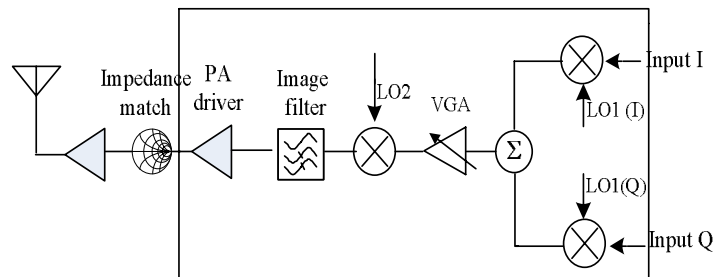 Impedance
match
PA
driver
Image
filter
LO2
VGA
Σ
Input I
LO1 (I)
LO1(Q)
Input Q